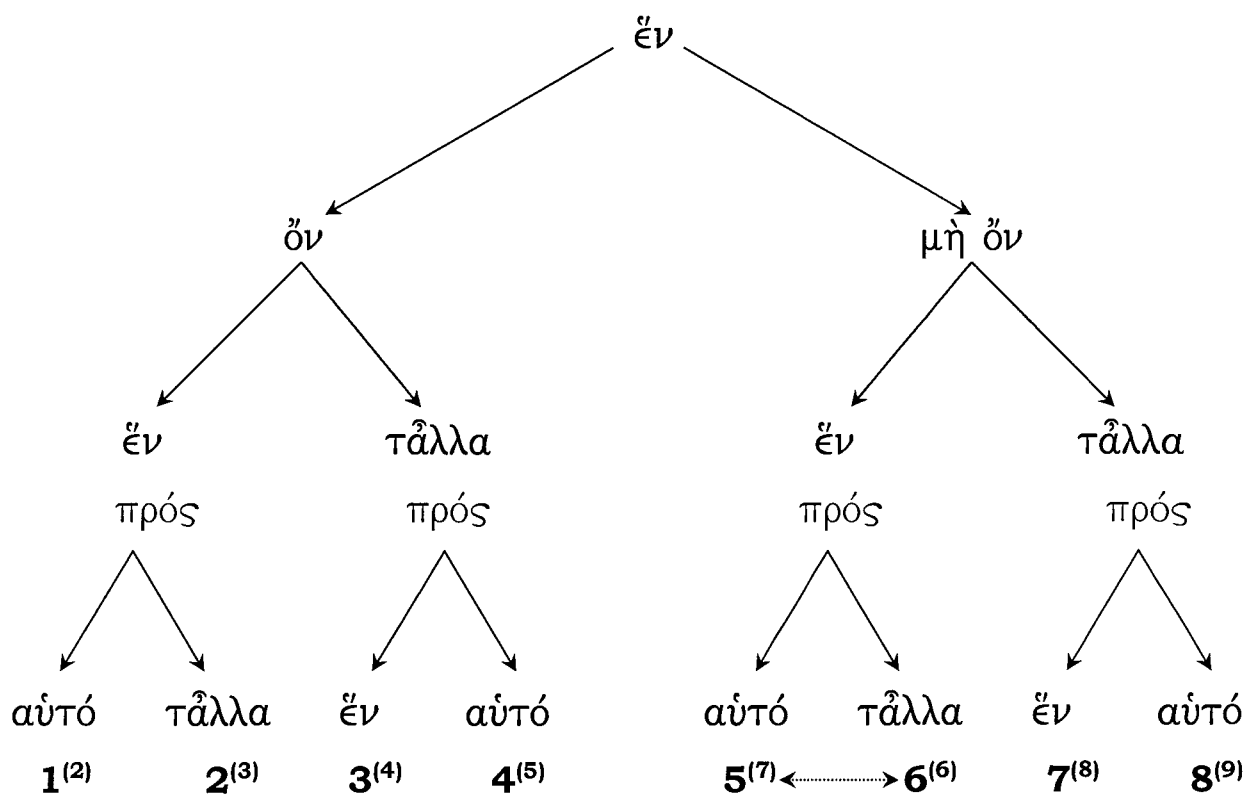 ἕν
ὄν μὴ ὄν
ἕν τἆλλα ἕν τἆλλα
πρός πρός πρός πρός
αὑτό τἆλλα ἕν αὑτό αὑτό τἆλλα ἕν αὑτό
1(2) 2(3) 3(4) 4(5) 5(7) 6(6) 7(8) 8(9)